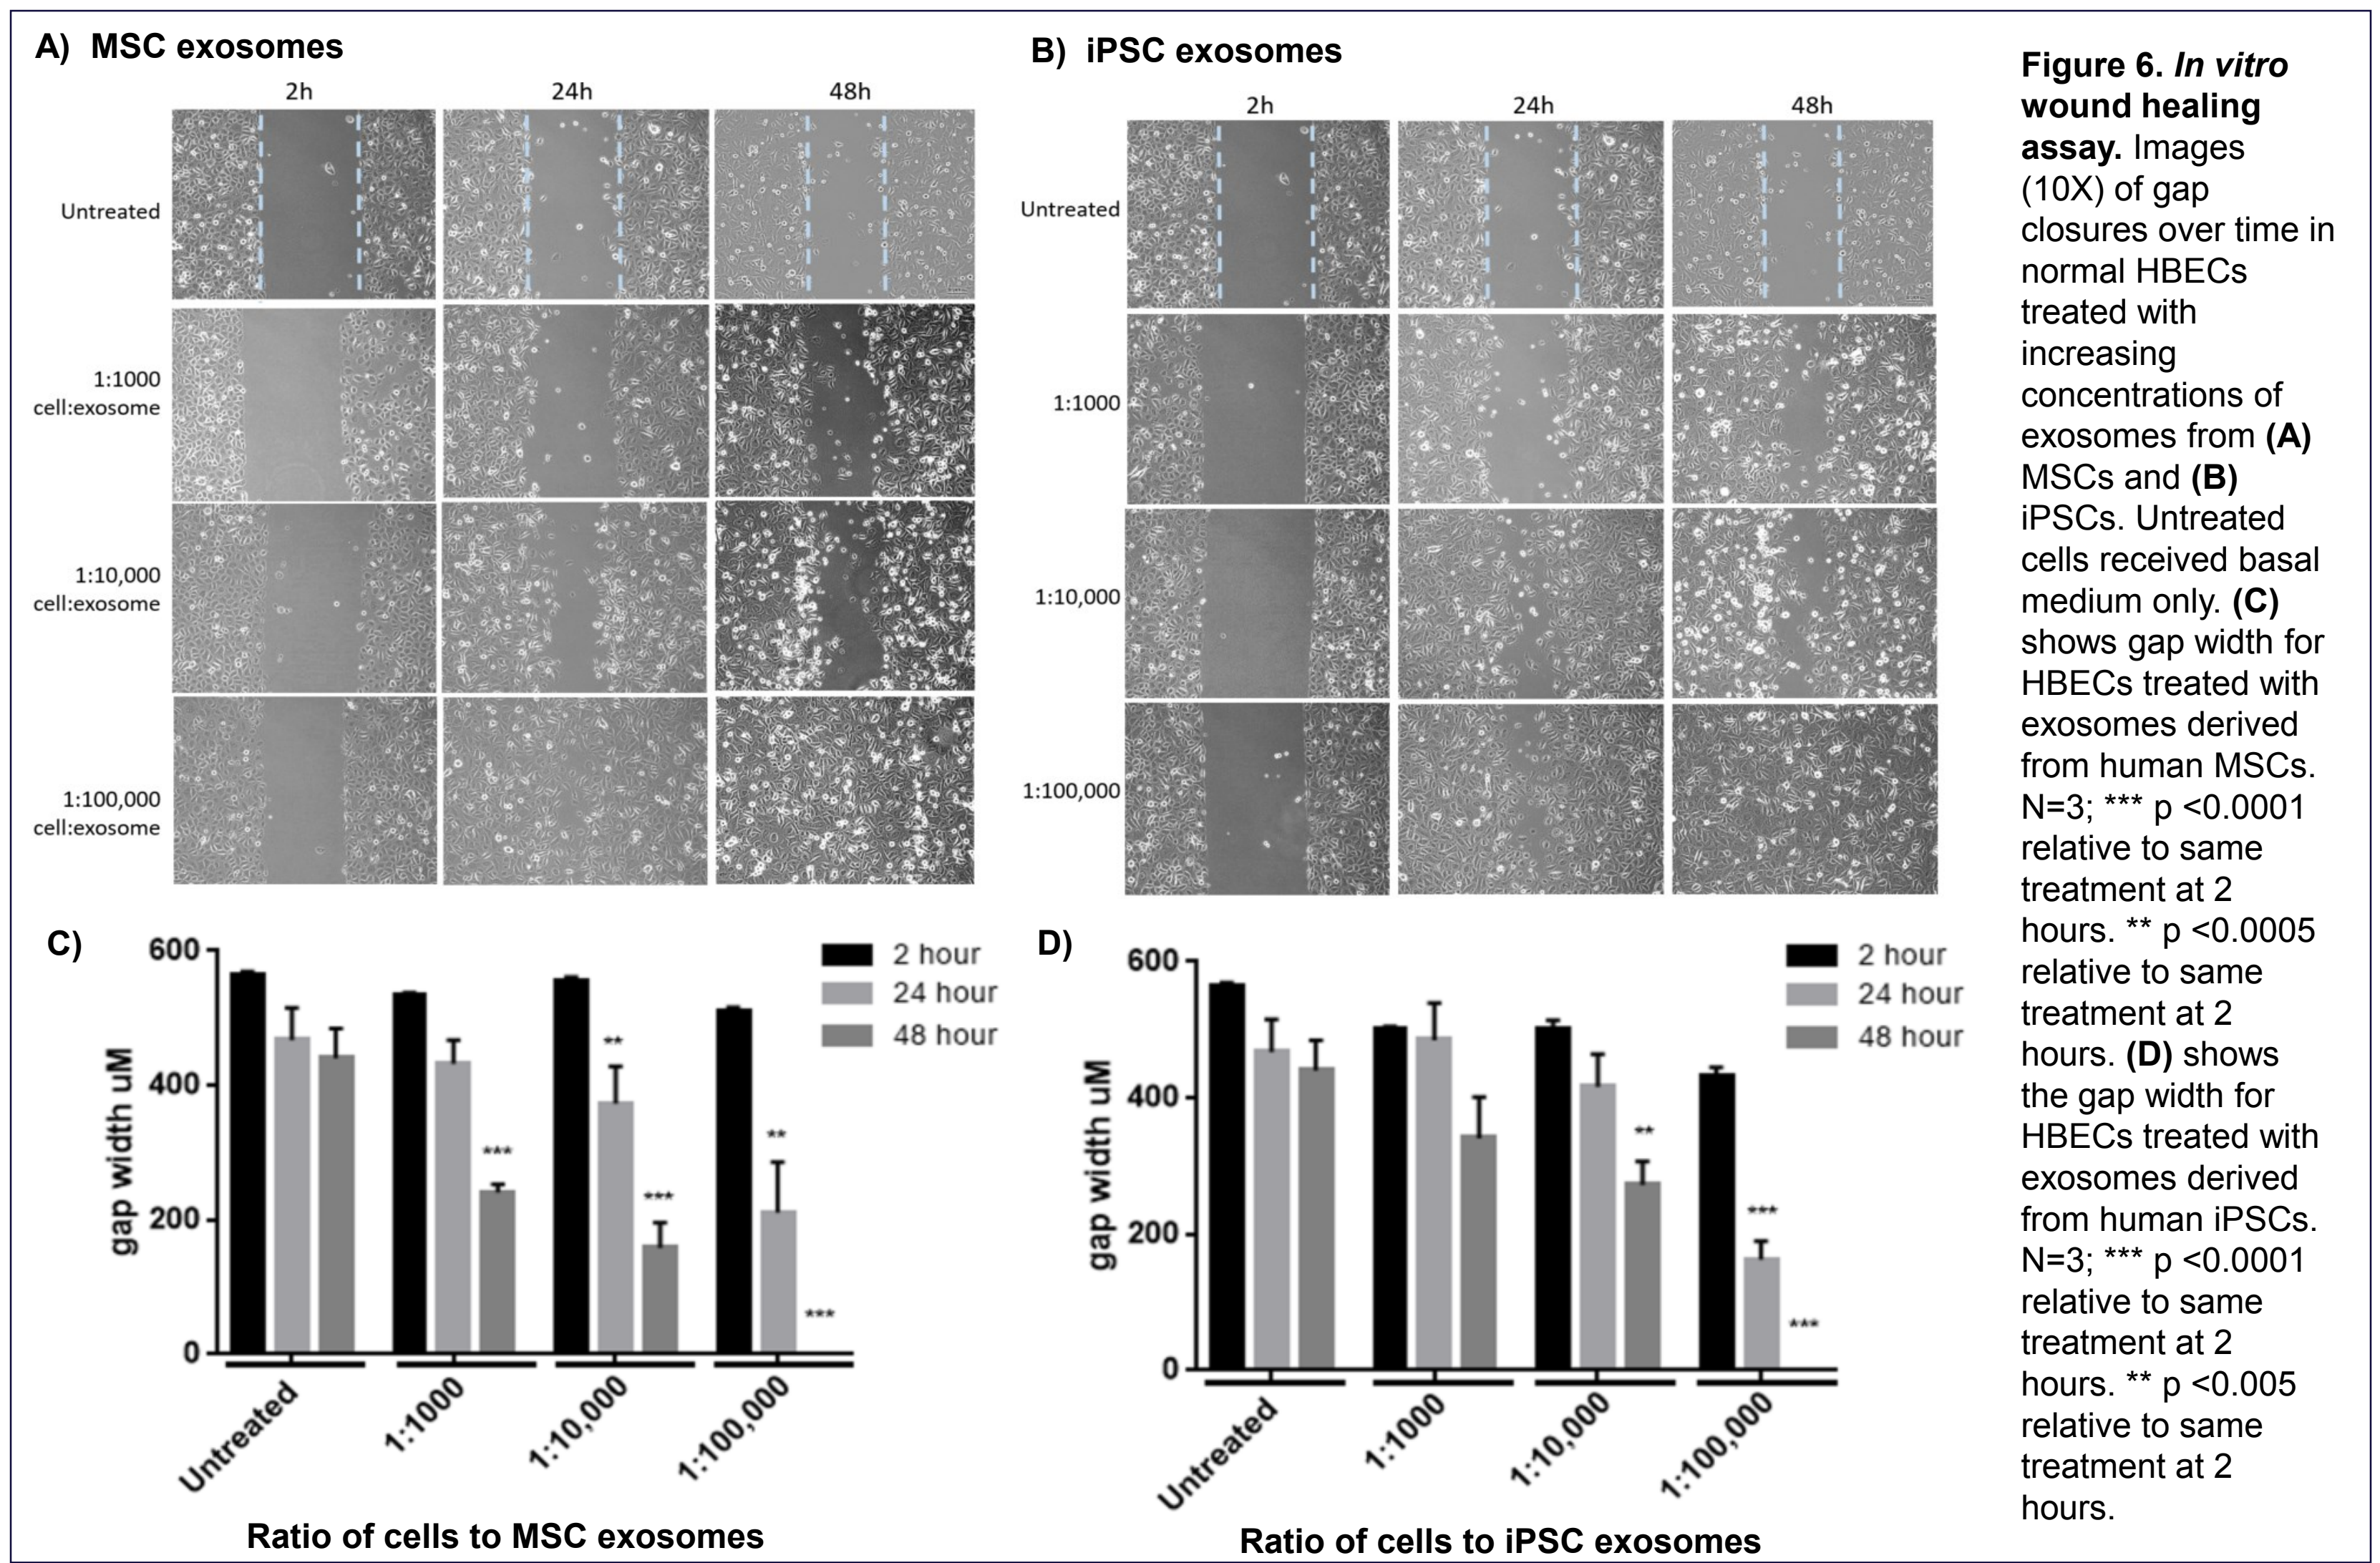 A) MSC exosomes
2h
24h
48h
Untreated
1:1000
cell:exosome
1:10,000
cell:exosome
1:100,000
cell:exosome
B) iPSC exosomes
2h
24h
48h
Untreated
1:1000
1:10,000
1:100,000
C)
gap width uM
600
400
200
0
2 hour
24 hour
48 hour
***
**
***
**
***
Untreated
1:1000
1:10,000
1:100,000
Ratio of cells to MSC exosomes
D)
gap width uM
600
400
200
0
2 hour
24 hour
48 hour
**
***
***
Untreated
1:1000
1:10,000
1:100,000
Ratio of cells to iPSC exosomes
Figure 6. In vitro
wound healing
assay. Images
(10X) of gap
closures over time in
normal HBECs
treated with
increasing
concentrations of
exosomes from (A)
MSCs and (B)
iPSCs. Untreated
cells received basal
medium only. (C)
shows gap width for
HBECs treated with
exosomes derived
from human MSCs.
N=3; *** p <0.0001
relative to same
treatment at 2
hours. ** p <0.0005
relative to same
treatment at 2
hours. (D) shows
the gap width for
HBECs treated with
exosomes derived
from human iPSCs.
N=3; *** p <0.0001
relative to same
treatment at 2
hours. ** p <0.005
relative to same
treatment at 2
hours.